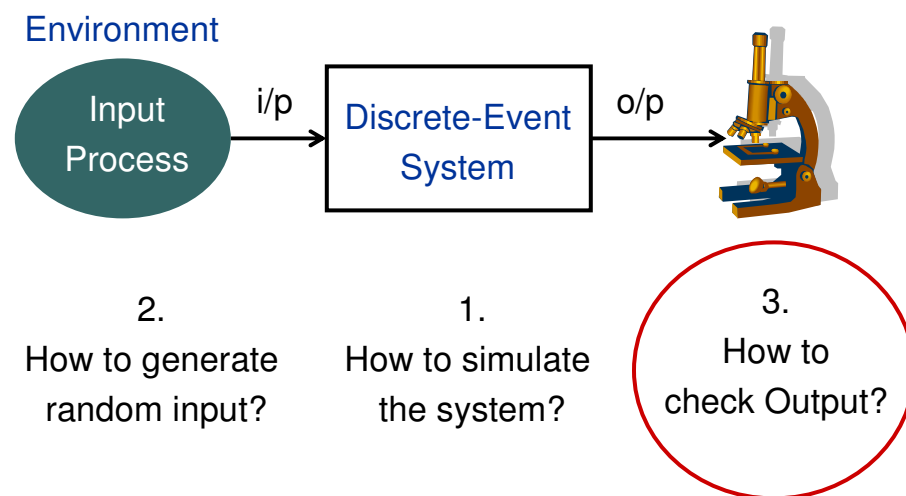 Environment
Input
Process
i/p
Discrete-Event
System
o/p
2.
How to generate
random input?
1.
How to simulate
the system?
3.
How to
check Output?